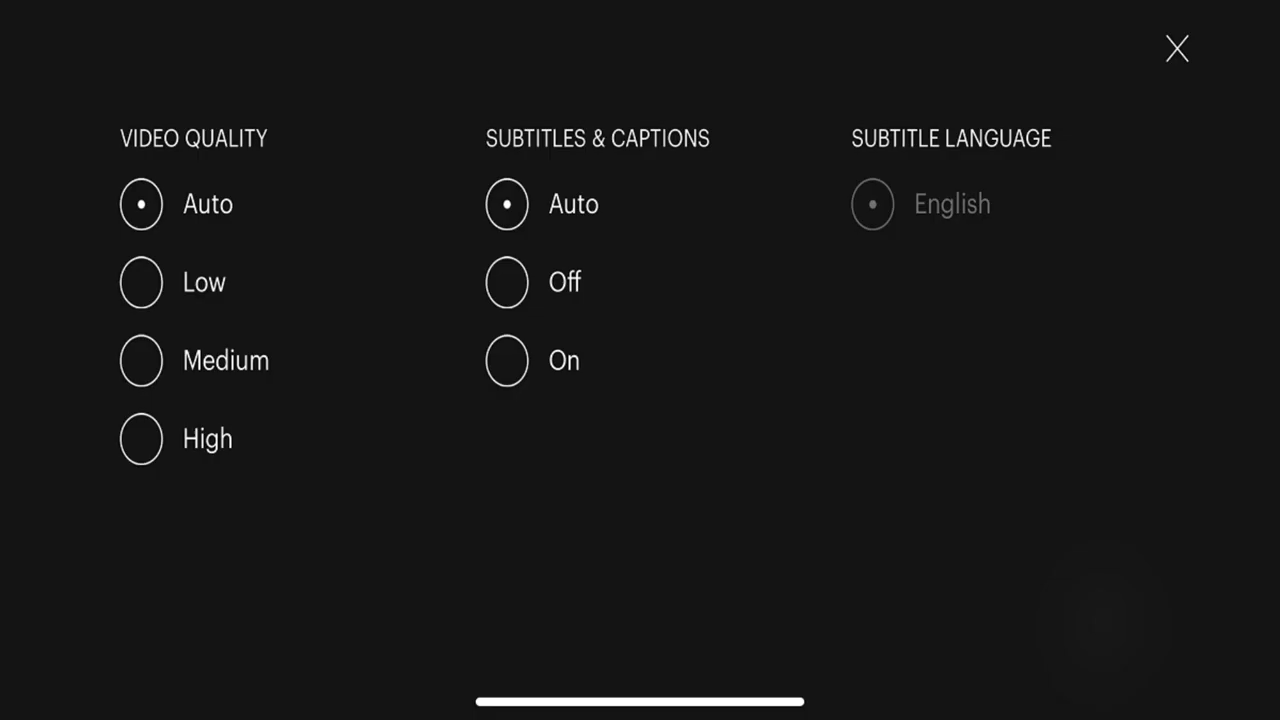 VIDEO QUALITY
Auto
Low
Medium
High
SUBTITLES & CAPTIONS
Auto
Off
On
SUBTITLE LANGUAGE
English